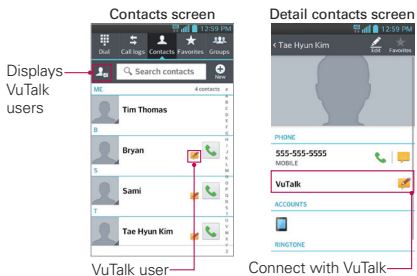 Contacts screen
12:59 PM
Dial
Call logs
Contacts
Favorites
Groups
Search contacts
New
ME
4 contacts
Tim Thomas
B
Bryan
S
Sami
T
Tae Hyun Kim
Displays
VuTalk
users
VuTalk user
Detail contacts screen
12:59 PM
< Tae Hyun Kim
Edit
Favorites
PHONE
555-555-5555
MOBILE
VuTalk
ACCOUNTS
RINGTONE
Connect with VuTalk